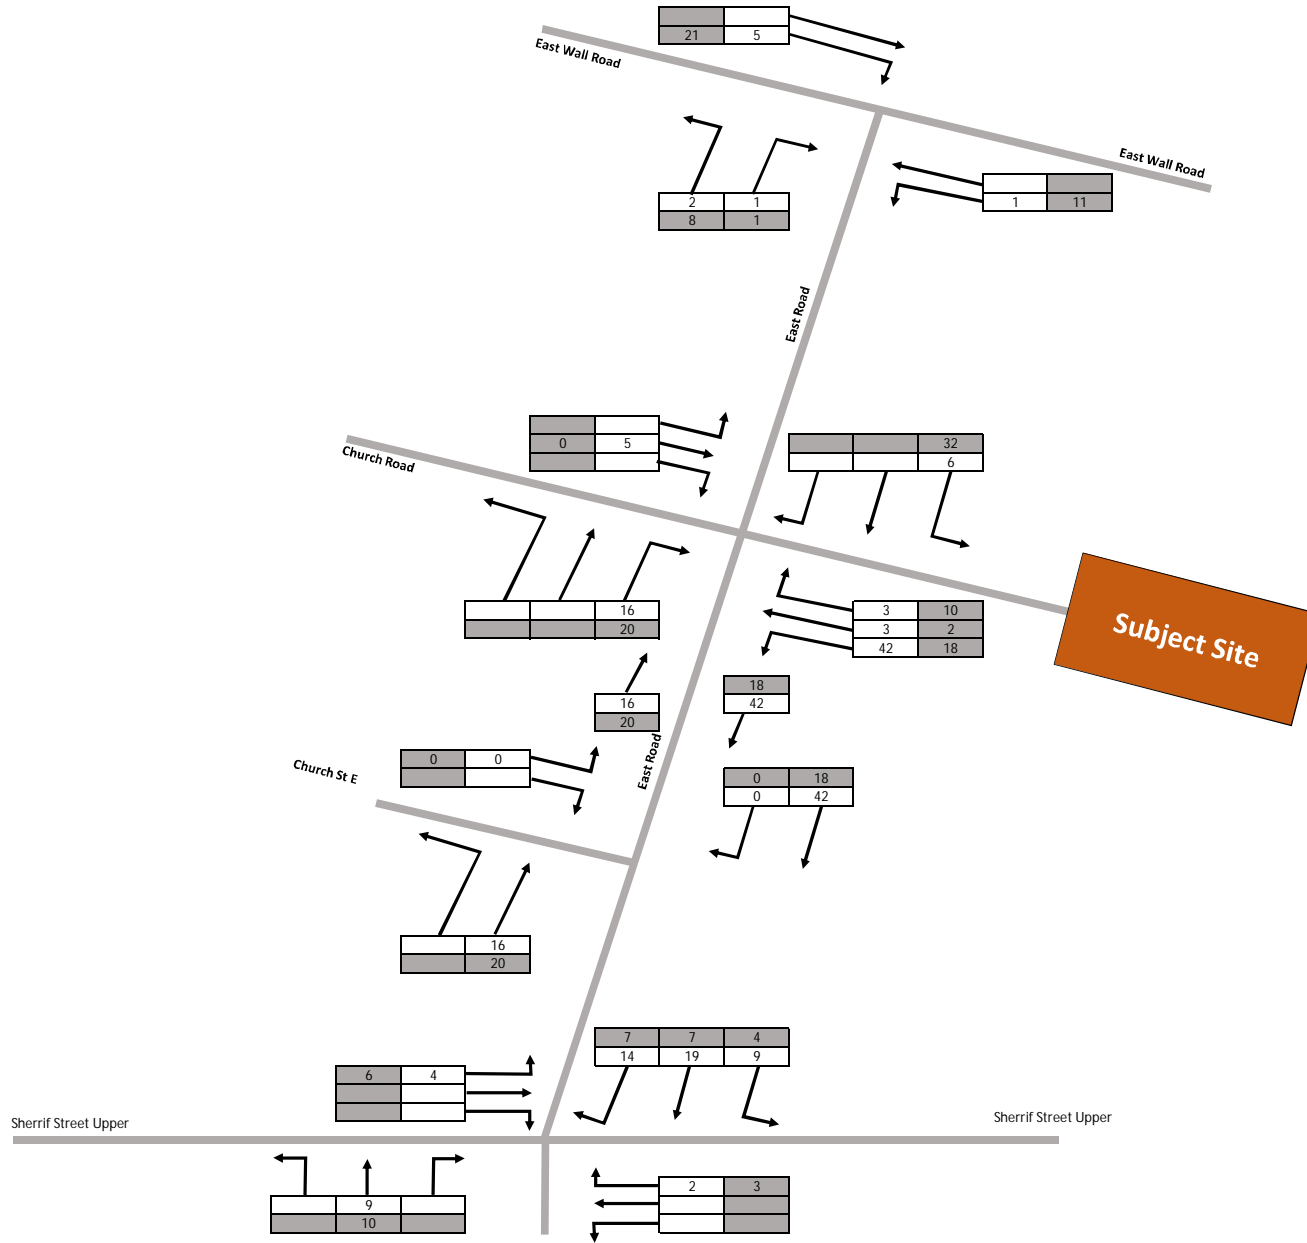 21 5
East Wall Road
East Wall Road
2 1
8 1
1 11
East Road
0 5
32
6
Church Road
16
20
3 10
3 2
42 18
Subject Site
18
42
16
20
East Road
0 0
Church St E
0 18
0 42
16
20
7 7 4
14 19 9
6 4
Sherrif Street Upper
Sherrif Street Upper
9
10
2 3